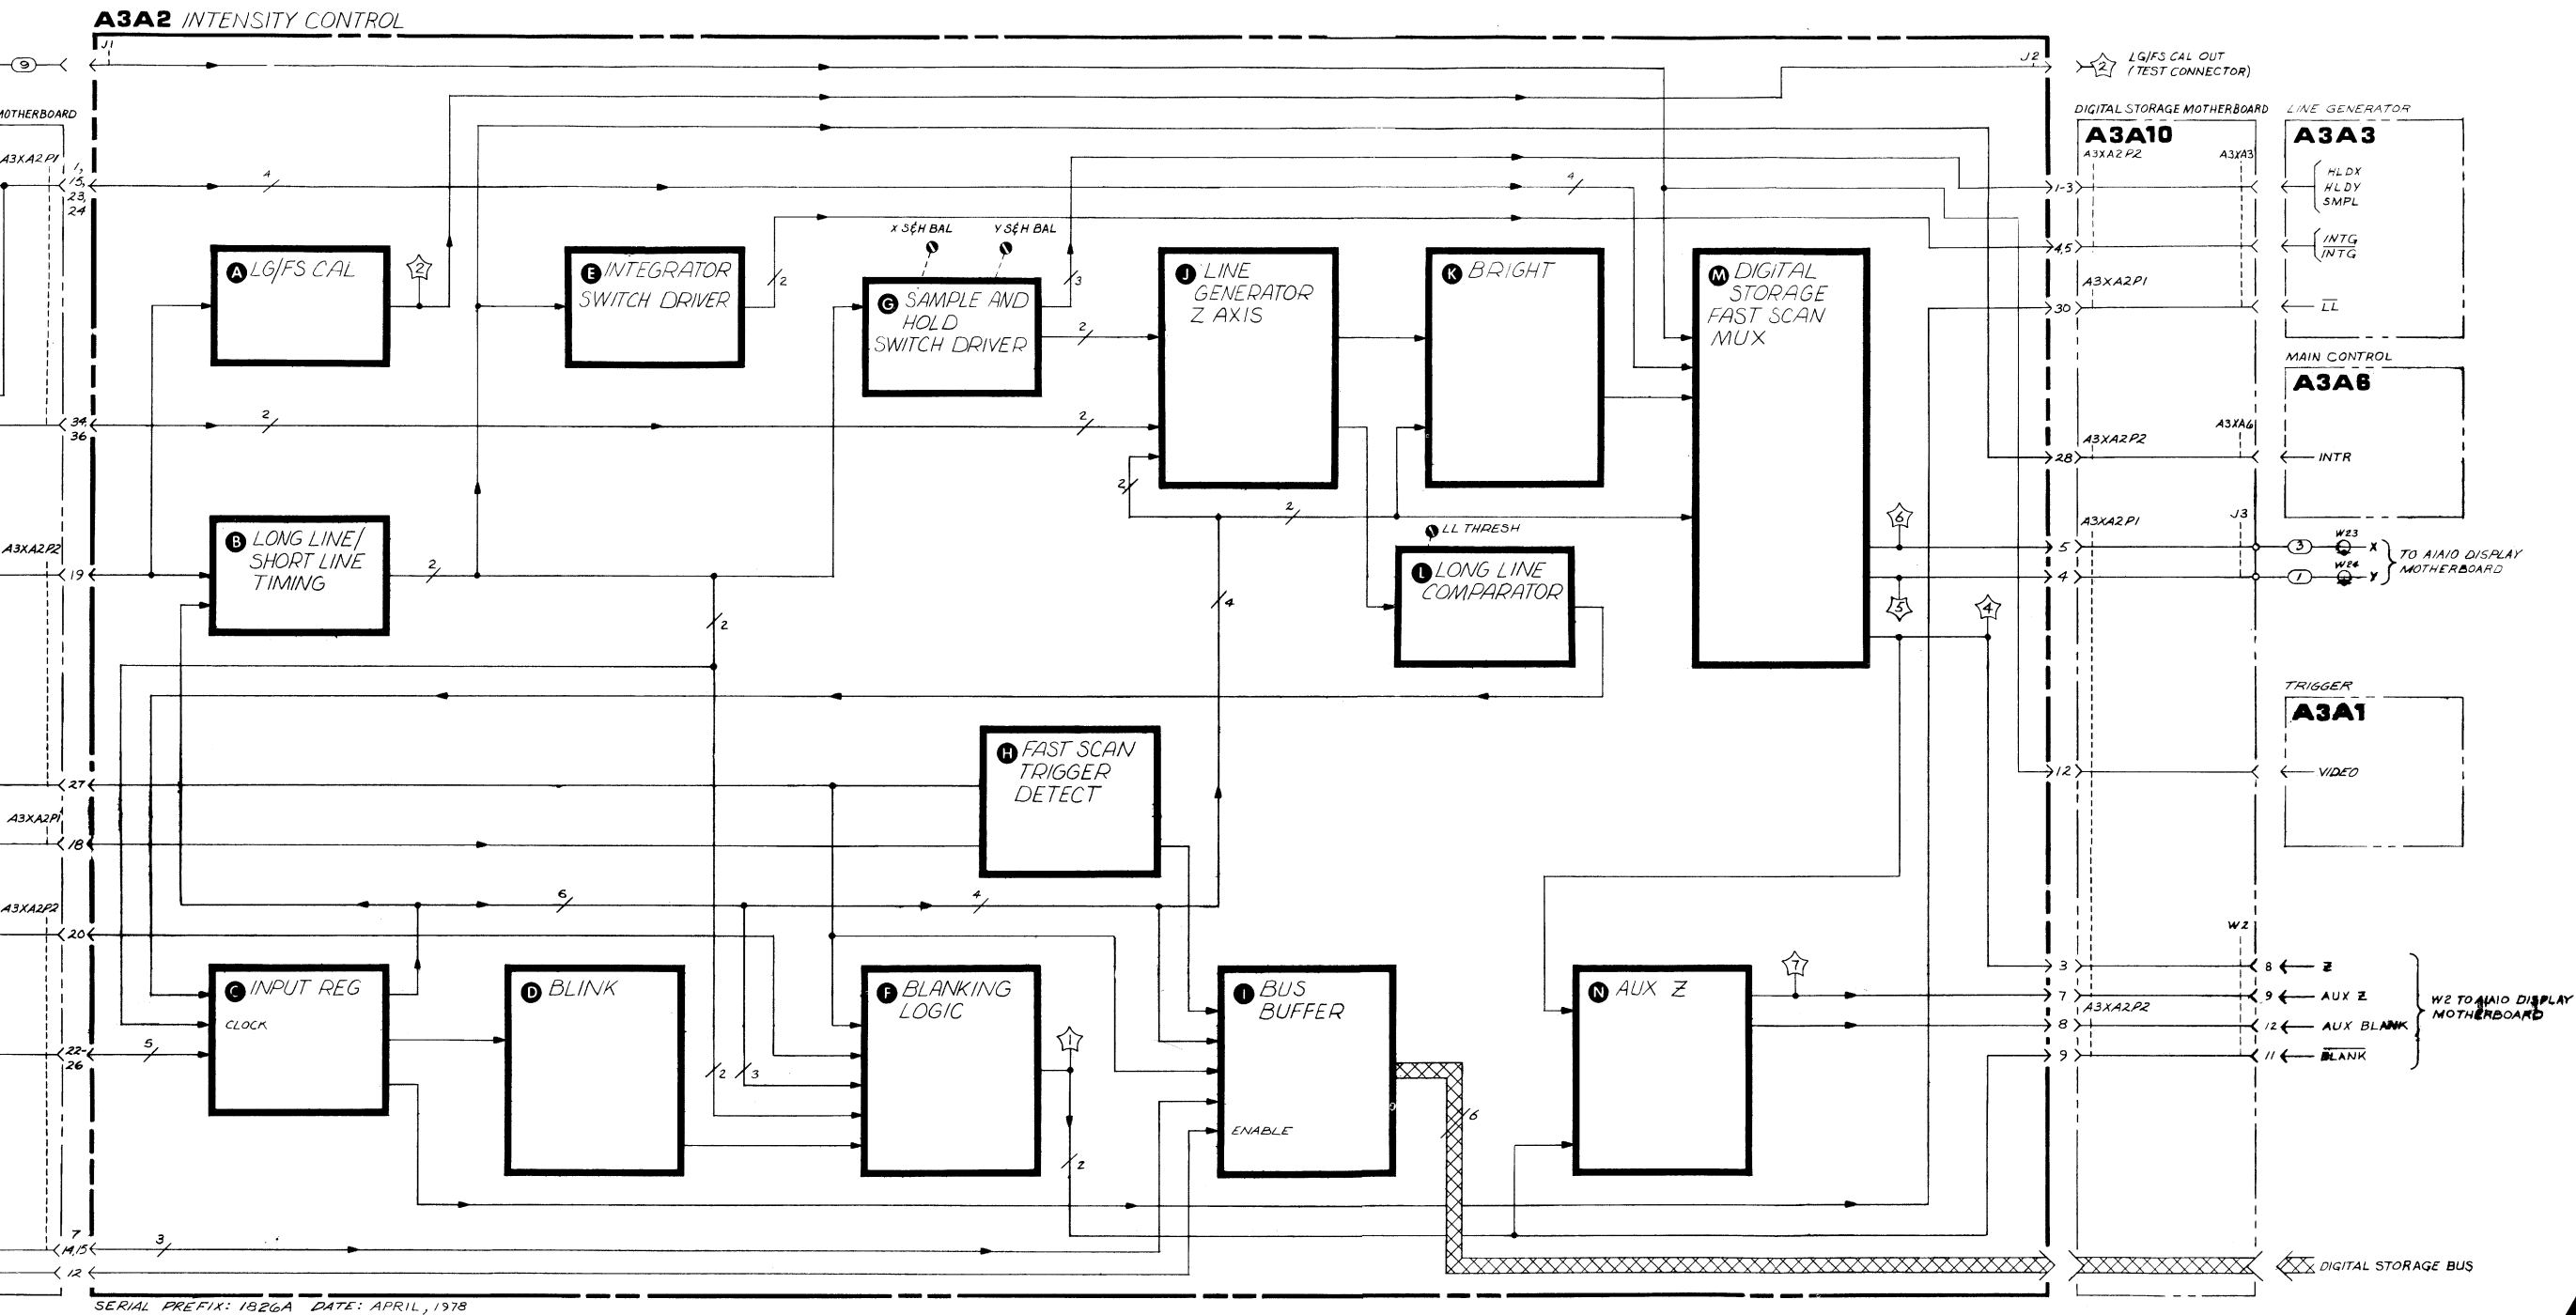 A3A2 INTENSITY CONTROL
J1
9
J2
2
LG/FS CAL OUT
(TEST CONNECTOR)
MOTHERBOARD
DIGITAL STORAGE MOTHERBOARD
LINE GENERATOR
A3A10
A3A3
A3XA2P1
1,
15,
23,
24
4
4
A3XA2P2
A3XA3
1-3
HLDX
HLDY
SMPL
4,5
INTG
INTG
A3XA2P1
30
LL
A LG/FS CAL
2
E INTEGRATOR
SWITCH DRIVER
2
X S&H BAL
Y S&H BAL
G SAMPLE AND
HOLD
SWITCH DRIVER
3
2
J LINE
GENERATOR
Z AXIS
K BRIGHT
M DIGITAL
STORAGE
FAST SCAN
MUX
MAIN CONTROL
A3A6
34,
36
2
2
A3XA2P2
A3XA6
28
INTR
2
2
LL THRESH
6
A3XA2P1
J3
A3XA2P2
19
B LONG LINE/
SHORT LINE
TIMING
2
2
4
L LONG LINE
COMPARATOR
5
4
5
3
W23
X
4
1
W24
Y
TO A1A10 DISPLAY
MOTHERBOARD
TRIGGER
A3A1
H FAST SCAN
TRIGGER
DETECT
27
12
VIDEO
A3XA2P1
18
6
4
A3XA2P2
20
W2
C INPUT REG
CLOCK
D BLINK
F BLANKING
LOGIC
1
I BUS
BUFFER
ENABLE
N AUX Z
7
3
8
Z
7
9
AUX Z
A3XA2P2
8
12
AUX BLANK
9
11
BLANK
W2 TO A1A10 DISPLAY
MOTHERBOARD
22-
26
5
2
3
2
6
7
14,15
3
12
DIGITAL STORAGE BUS
SERIAL PREFIX: 1826A DATE: APRIL, 1978